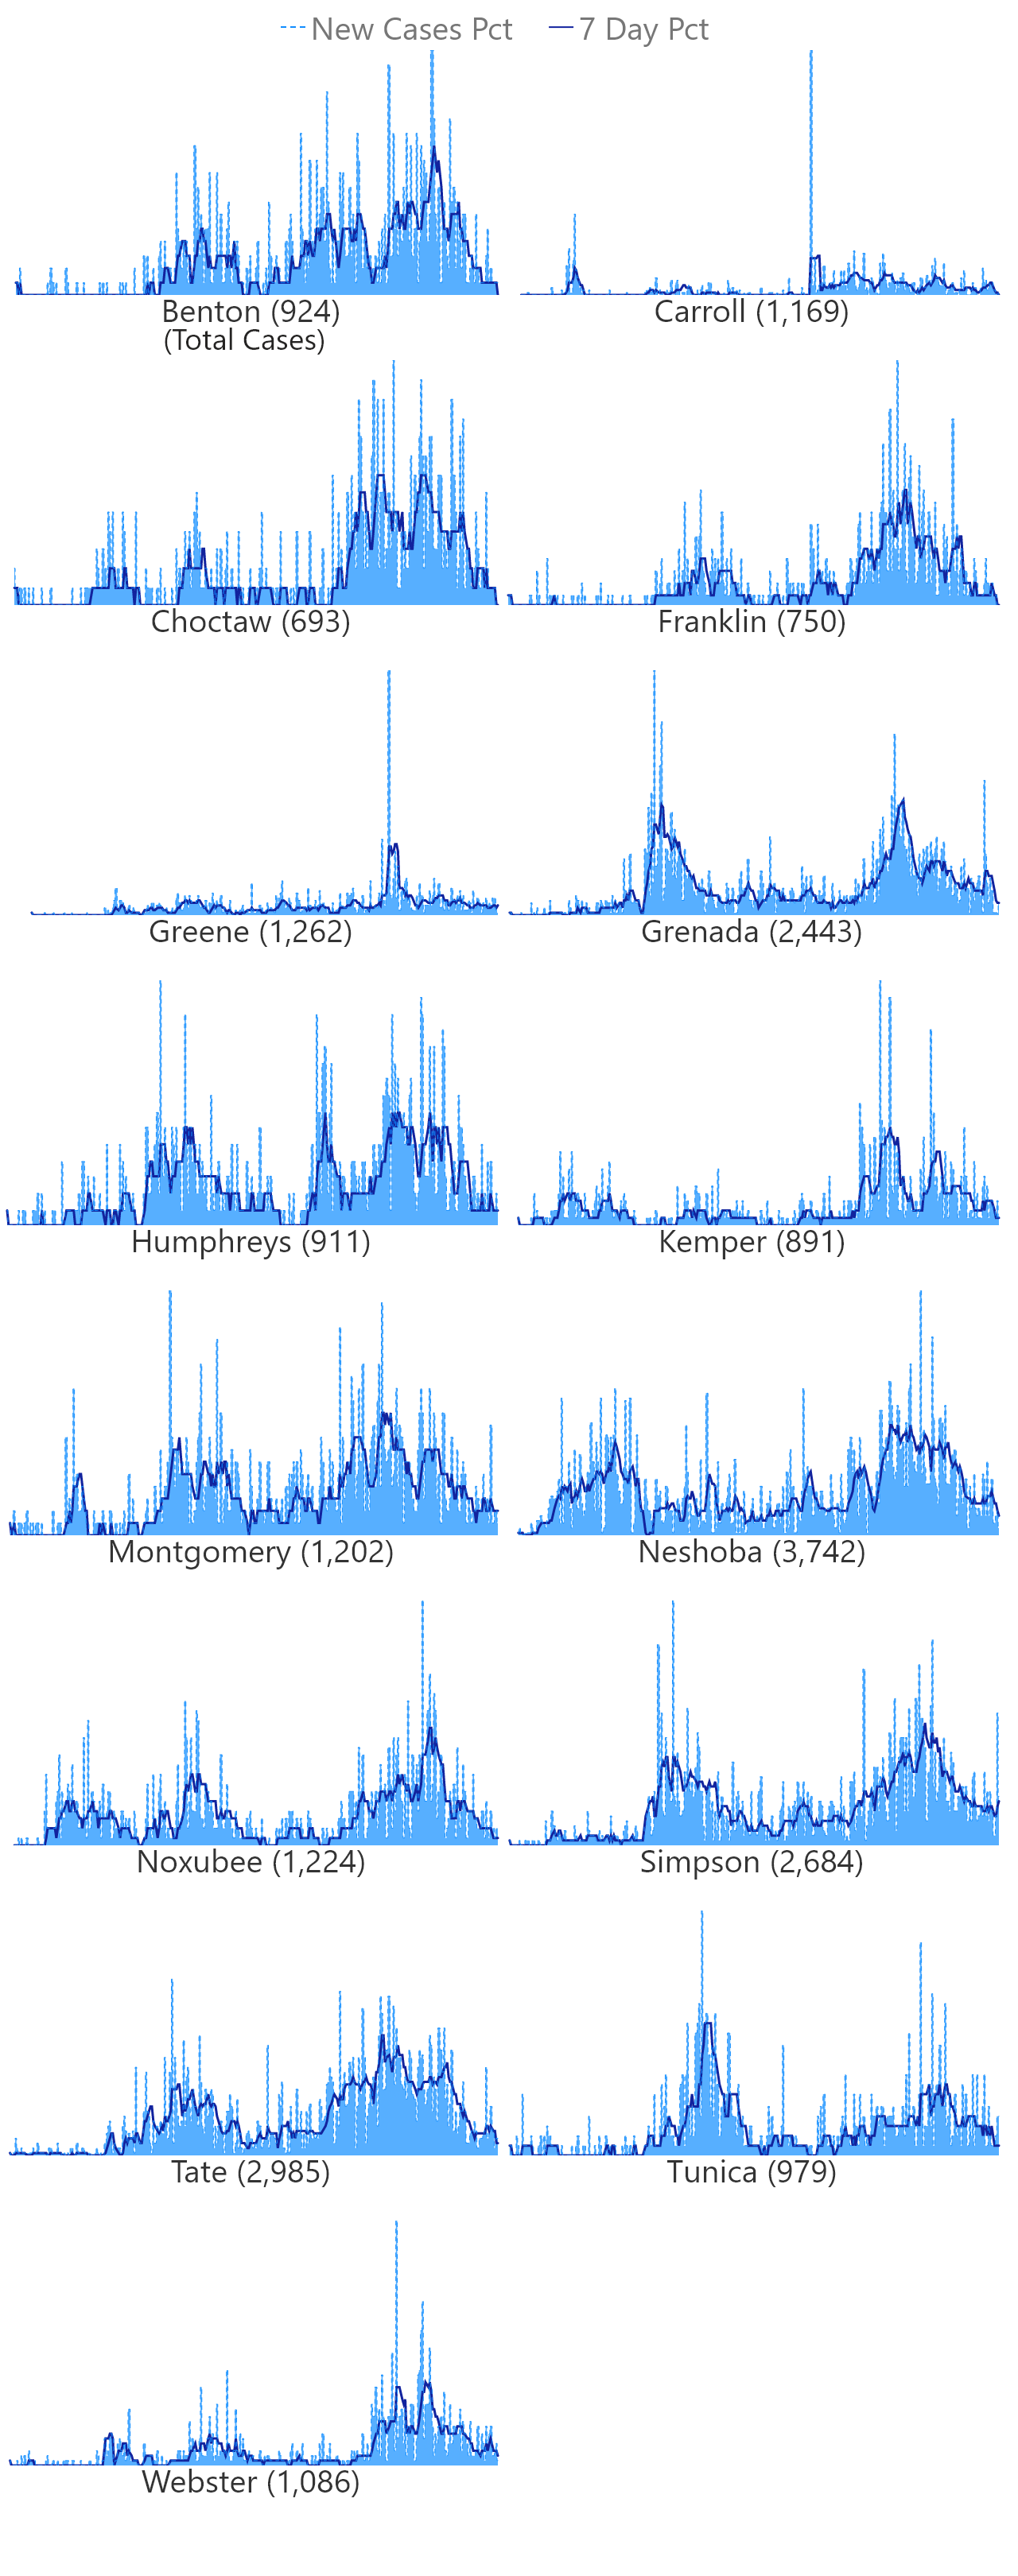 New Cases Pct 7 Day Pct
Benton (924) Carroll (1,169)
(Total Cases)
Choctaw (693) Franklin (750)
Greene (1,262) Grenada (2,443)
Humphreys (911) Kemper (891)
Montgomery (1,202) Neshoba (3,742)
Noxubee (1,224) Simpson (2,684)
Tate (2,985) Tunica (979)
Webster (1,086)